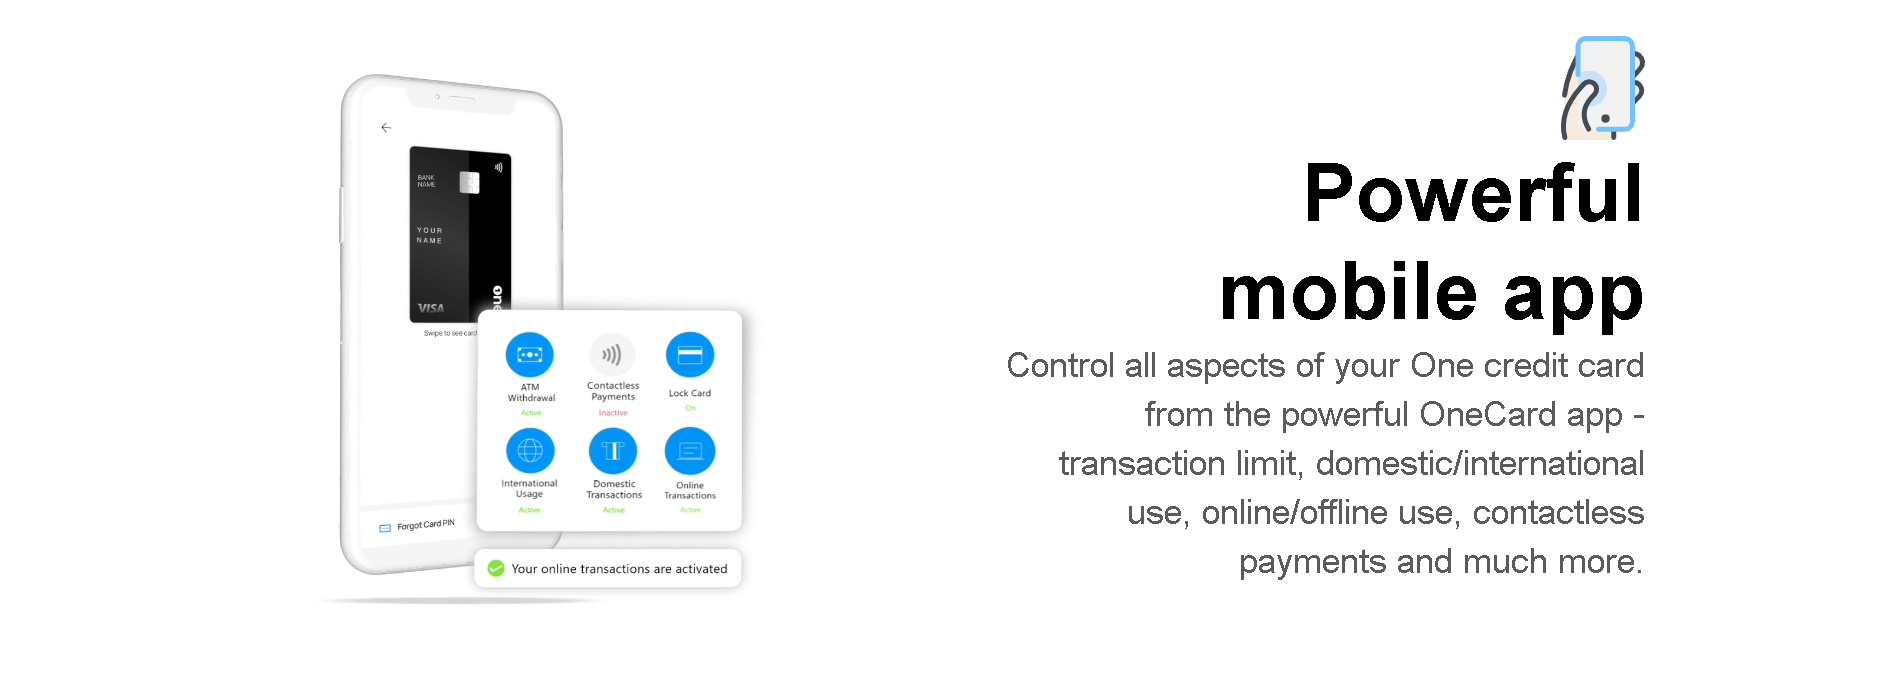 BANK
NAME
YOUR
NAME
VISA
one
Swipe to see card
ATM
Withdrawal
Active
Contactless
Payments
Inactive
Lock Card
On
International
Usage
Active
Domestic
Transactions
Active
Online
Transactions
Active
Forgot Card PIN
Your online transactions are activated
Powerful
mobile app
Control all aspects of your One credit card
from the powerful OneCard app -
transaction limit, domestic/international
use, online/offline use, contactless
payments and much more.